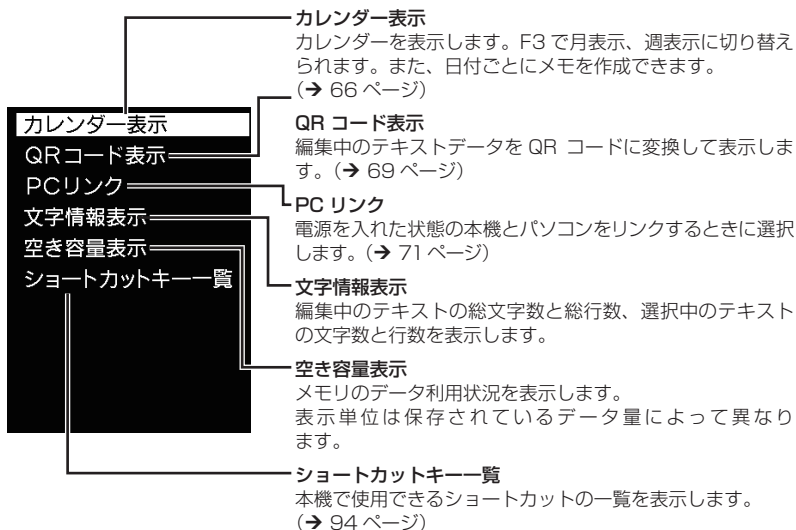 カレンダー表示
QRコード表示
PCリンク
文字情報表示
空き容量表示
ショートカットキー一覧
カレンダー表示
カレンダーを表示します。F3 で月表示、週表示に切り替え
られます。また、日付ごとにメモを作成できます。
(➔ 66 ページ)
QR コード表示
編集中のテキストデータを QR コードに変換して表示しま
す。(➔ 69 ページ)
PC リンク
電源を入れた状態の本機とパソコンをリンクするときに選択
します。(➔ 71 ページ)
文字情報表示
編集中のテキストの総文字数と総行数、選択中のテキスト
の文字数と行数を表示します。
空き容量表示
メモリのデータ利用状況を表示します。
表示単位は保存されているデータ量によって異なり
ます。
ショートカットキー一覧
本機で使用できるショートカットの一覧を表示します。
(➔ 94 ページ)